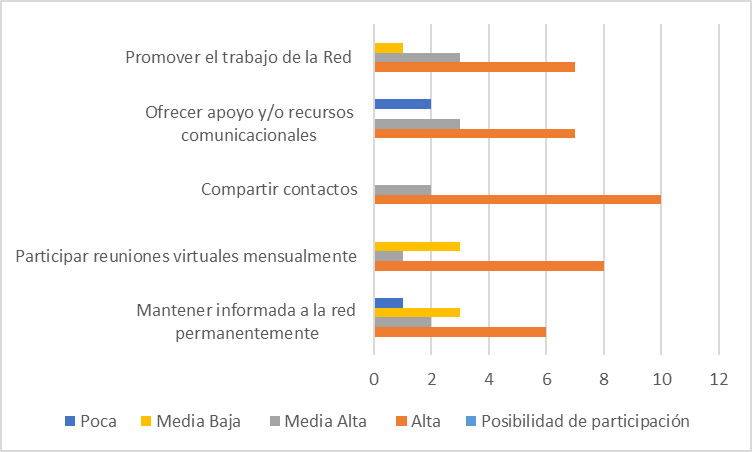 Promover el trabajo de la Red
Ofrecer apoyo y/o recursos
comunicacionales
Compartir contactos
Participar reuniones virtuales mensualmente
Mantener informada a la red
permanentemente
0 2 4 6 8 10 12
Poca Media Baja Media Alta Alta Posibilidad de participación